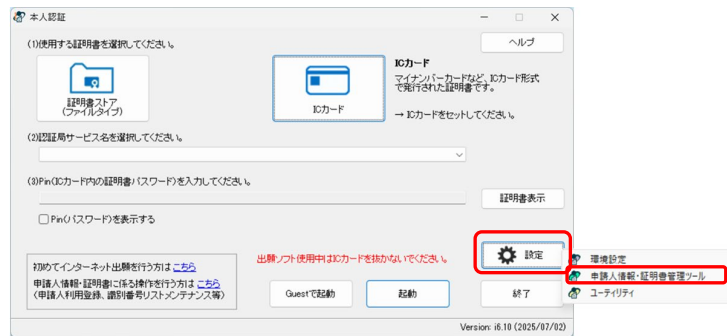 本人認証
(1)使用する証明書を選択してください。
ヘルプ
証明書ストア
(ファイルタイプ)
ICカード
ICカード
マイナンバーカードなど、ICカード形式
で発行された証明書です。
→ ICカードをセットしてください。
(2)認証局サービス名を選択してください。
(3)Pin(ICカード内の証明書パスワード)を入力してください。
証明書表示
Pin(パスワード)を表示する
出願ソフト使用中はICカードを抜かないでください。
設定
環境設定
申請人情報・証明書管理ツール
ユーティリティ
初めてインターネット出願を行う方は こちら
申請人情報・証明書に係る操作を行う方は こちら
(申請人利用登録、識別番号リストメンテナンス等)
Guestで起動
起動
終了
Version: i6.10 (2025/07/02)